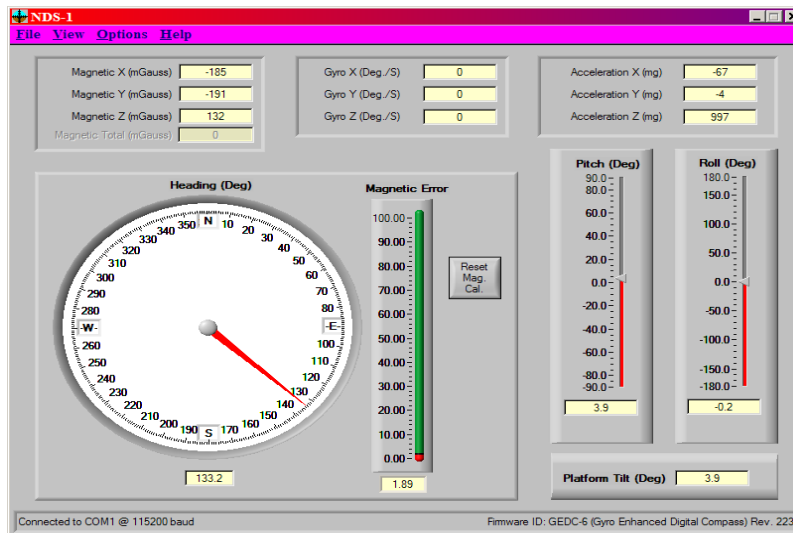 NDS-1
File View Options Help
Magnetic X (mGauss) -185
Magnetic Y (mGauss) -191
Magnetic Z (mGauss) 132
Magnetic Total (mGauss) 0
Gyro X (Deg./S) 0
Gyro Y (Deg./S) 0
Gyro Z (Deg./S) 0
Acceleration X (mg) -67
Acceleration Y (mg) -4
Acceleration Z (mg) 997
Heading (Deg)
N
10
20
30
40
50
60
70
80
-E-
100
110
120
130
140
150
160
170
S
190
200
210
220
230
240
250
260
-W-
280
290
300
310
320
330
340
350
133.2
Magnetic Error
100.00
90.00
80.00
70.00
60.00
50.00
40.00
30.00
20.00
10.00
0.00
1.89
Reset
Mag.
Cal.
Pitch (Deg)
90.0
80.0
60.0
40.0
20.0
0.0
-20.0
-40.0
-60.0
-80.0
-90.0
3.9
Roll (Deg)
180.0
150.0
100.0
50.0
0.0
-50.0
-100.0
-150.0
-180.0
-0.2
Platform Tilt (Deg) 3.9
Connected to COM1 @ 115200 baud
Firmware ID: GEDC-6 (Gyro Enhanced Digital Compass) Rev. 223